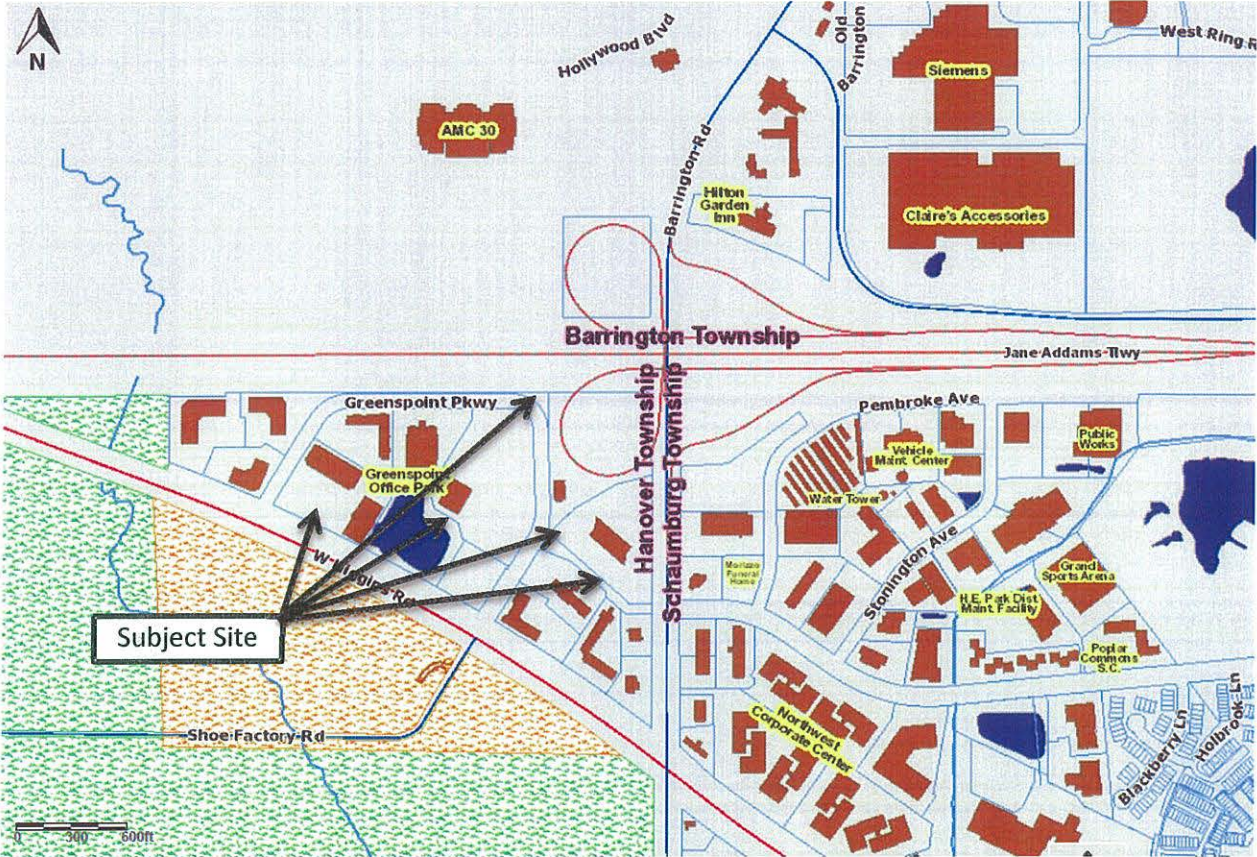 N
Hollywood Blvd
Old
Barrington
West Ring R
Siemens
AMC 30
Barrington Rd
Hilton
Garden
Inn
Claire's Accessories
Barrington Township
Jane Addams Tlwy
Hanover Township
Schaumburg Township
Greenspoint Pkwy
Pembroke Ave
Public
Works
Vehicle
Maint. Center
Greenspoint
Office Park
Water Tower
W Higgins Rd
Stonington Ave
Funeral
Home
Grand
Sports Arena
H.E. Park Dist.
Maint. Facility
Subject Site
Poplar
Commons
S.C.
Northwest
Corporate Center
Shoe Factory Rd
Blackberry Ln
Holbrook Ln
0 300 600ft